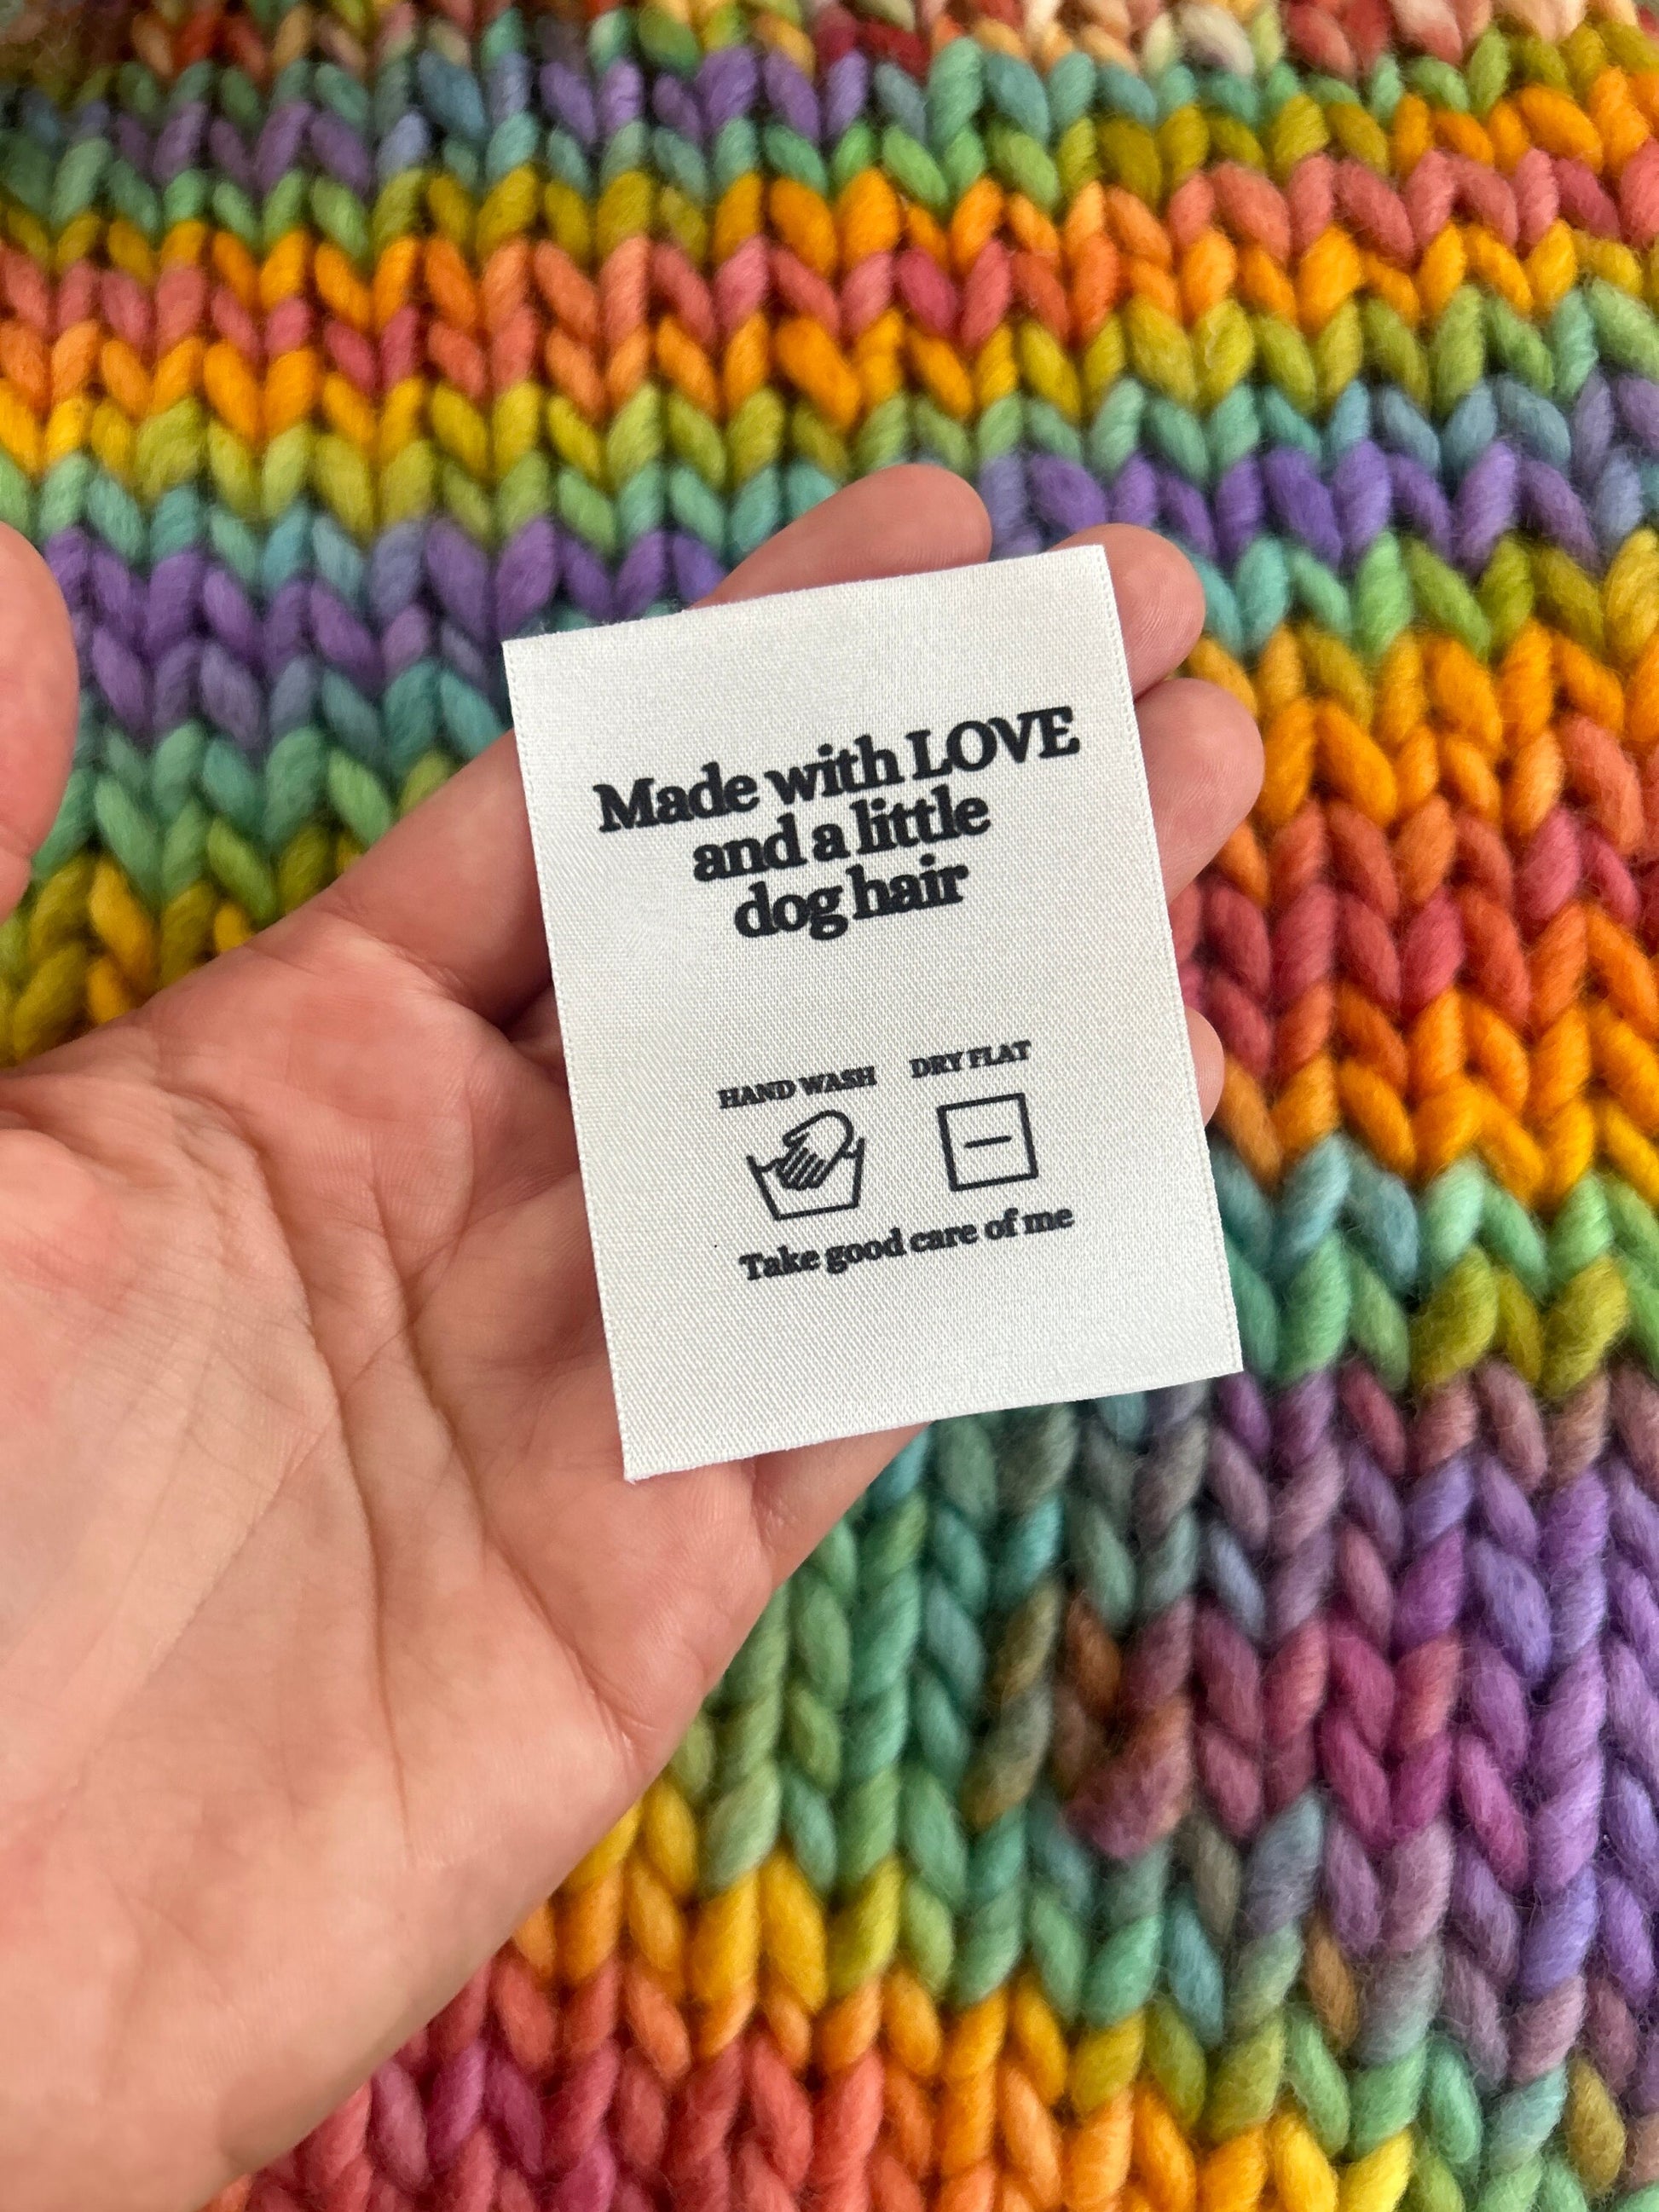 Made with LOVE
and a little
dog hair
HAND WASH DRY FLAT
Take good care of me